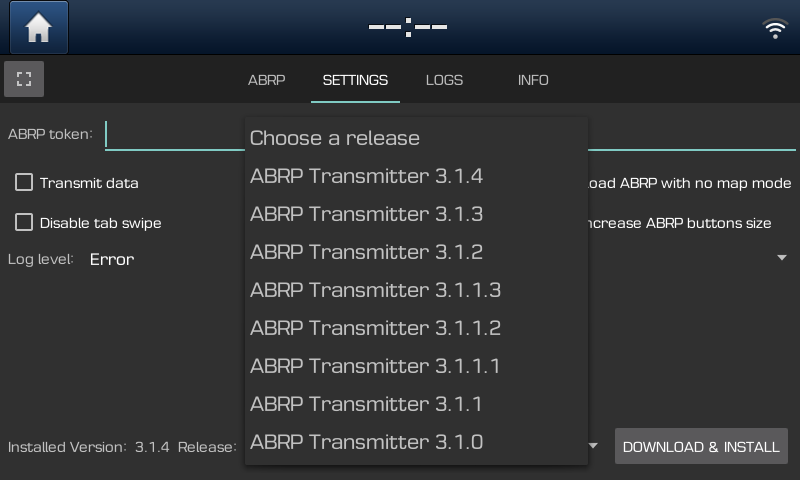 --:--
ABRP SETTINGS LOGS INFO
ABRP token:
Choose a release
ABRP Transmitter 3.1.4
ABRP Transmitter 3.1.3
ABRP Transmitter 3.1.2
ABRP Transmitter 3.1.1.3
ABRP Transmitter 3.1.1.2
ABRP Transmitter 3.1.1.1
ABRP Transmitter 3.1.1
ABRP Transmitter 3.1.0
Transmit data
ABRP with no map mode
Disable tab swipe
ABRP buttons size
Log level: Error
Installed Version: 3.1.4 Release:
DOWNLOAD & INSTALL